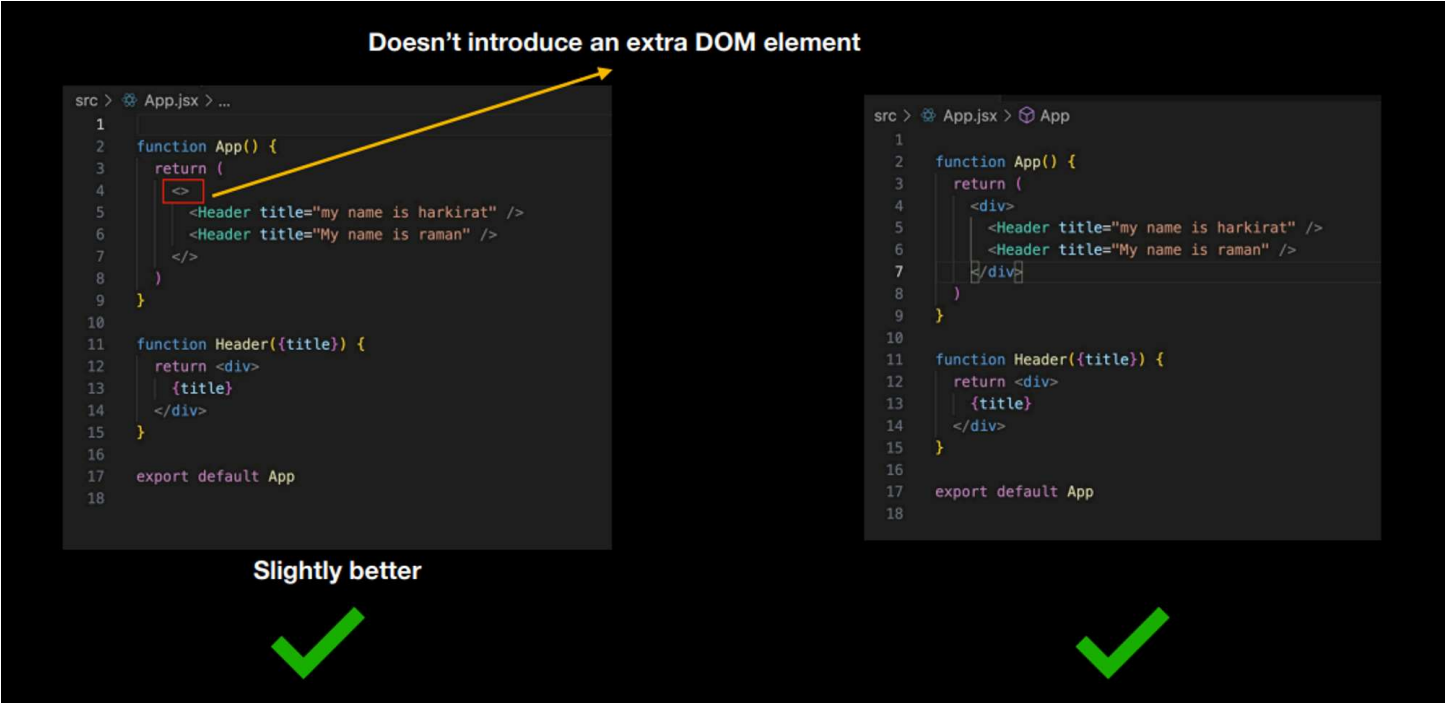 Doesn’t introduce an extra DOM element
src > App.jsx > ...
1
2 function App() {
3 return (
4 <>
5 <Header title="my name is harkirat" />
6 <Header title="My name is raman" />
7 </>
8 )
9 }
10
11 function Header({title}) {
12 return <div>
13 {title}
14 </div>
15 }
16
17 export default App
18
Slightly better
src > App.jsx > App
1
2 function App() {
3 return (
4 <div>
5 <Header title="my name is harkirat" />
6 <Header title="My name is raman" />
7 </div>
8 )
9 }
10
11 function Header({title}) {
12 return <div>
13 {title}
14 </div>
15 }
16
17 export default App
18